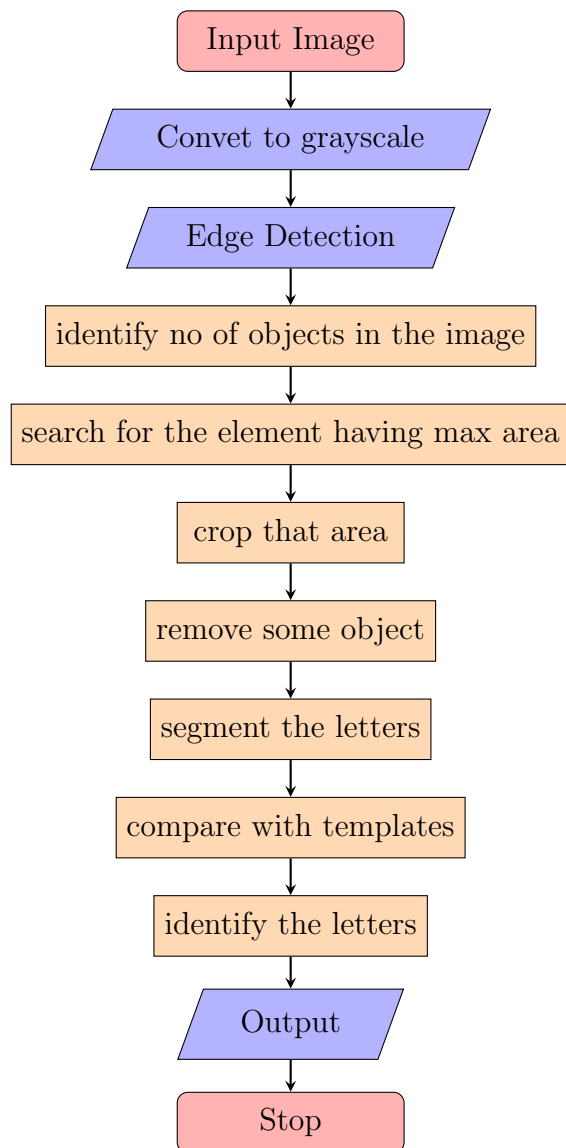 Input Image
Convet to grayscale
Edge Detection
identify no of objects in the image
search for the element having max area
crop that area
remove some object
segment the letters
compare with templates
identify the letters
Output
Stop